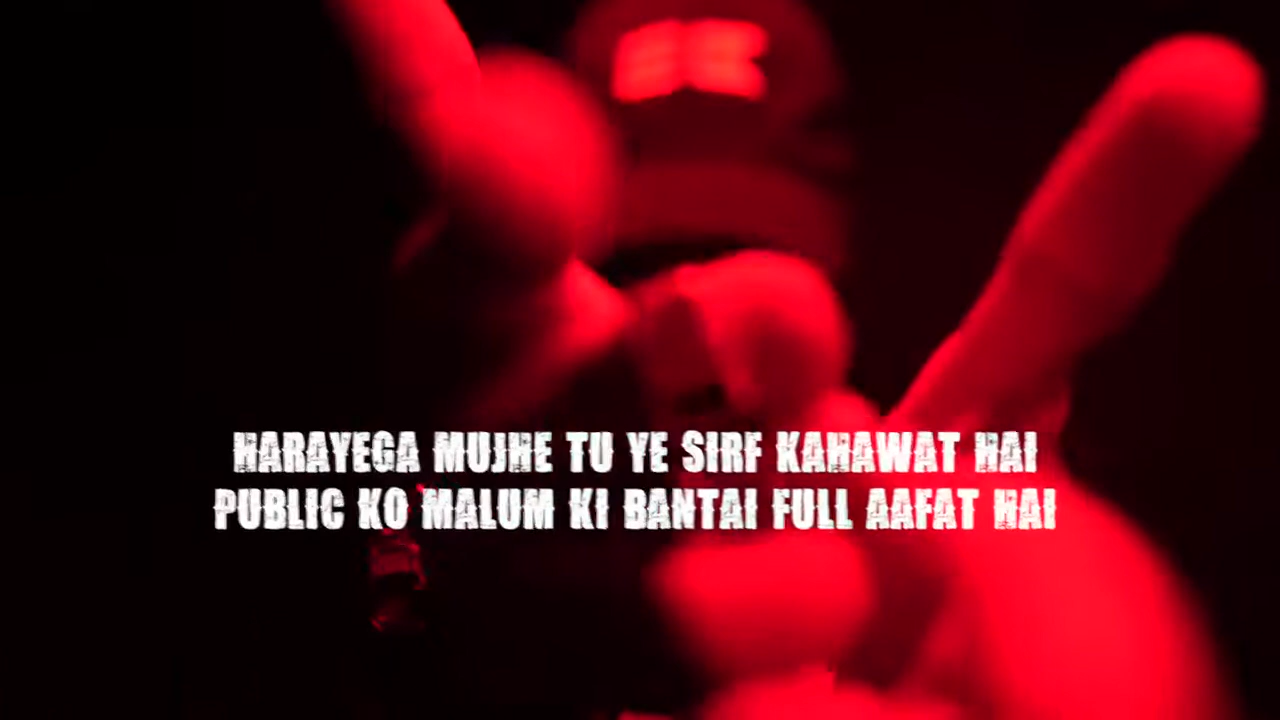 HARAYEGA MUJHE TU YE SIRF KAHAWAT HAI
PUBLIC KO MALUM KI BANTAI FULL AAFAT HAI